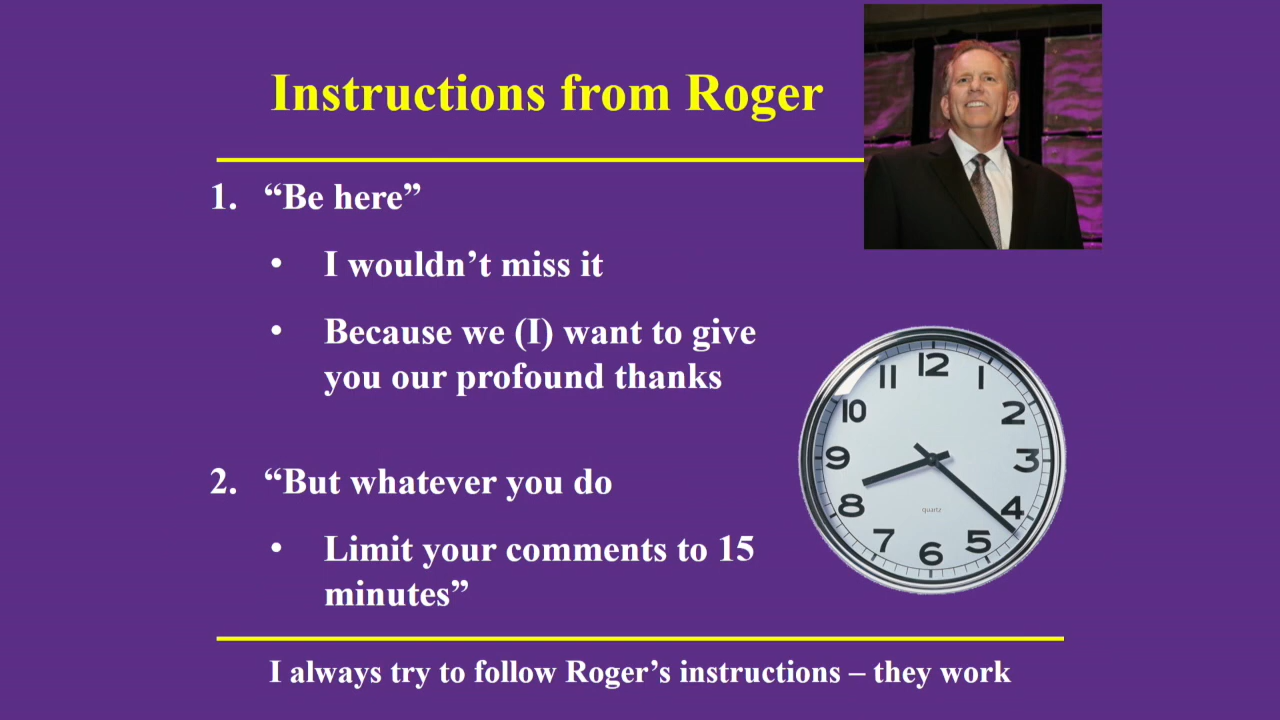 Instructions from Roger
1. “Be here”
• I wouldn’t miss it
• Because we (I) want to give
you our profound thanks
2. “But whatever you do
• Limit your comments to 15
minutes”
12
11
1
10
2
9
3
8
4
quartz
7
5
6
I always try to follow Roger’s instructions – they work